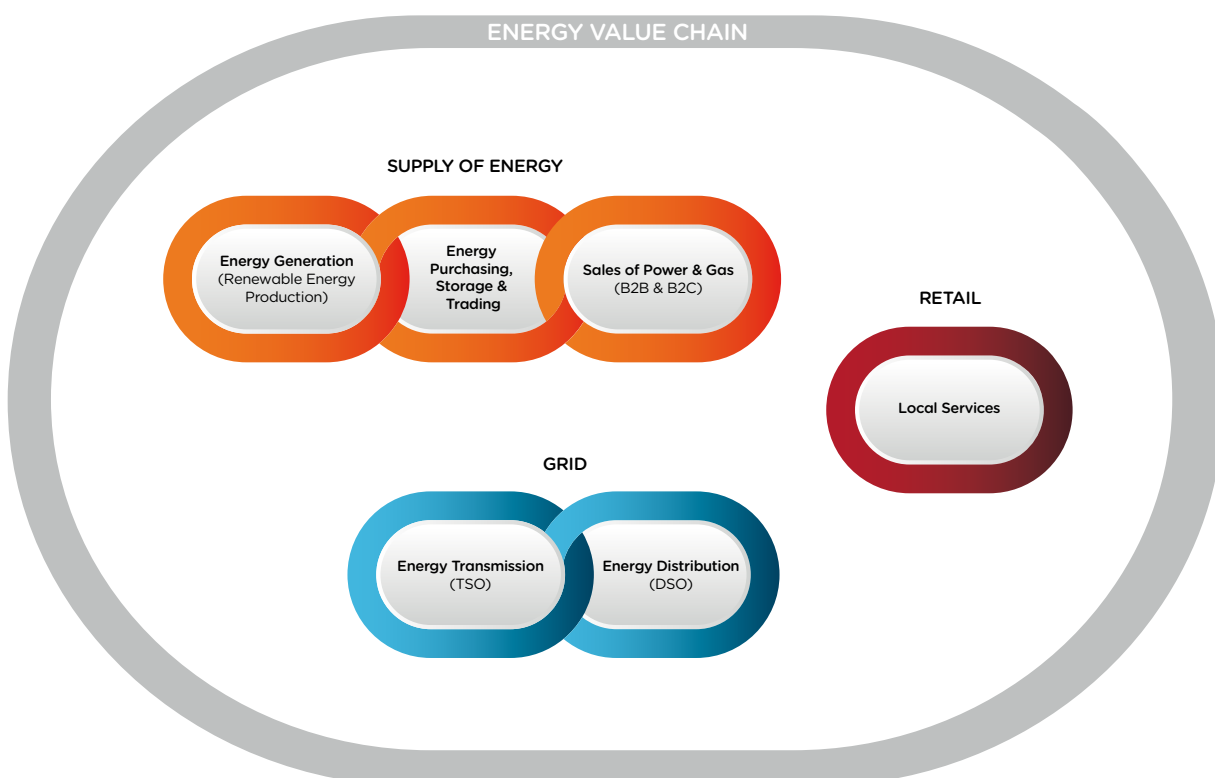 ENERGY VALUE CHAIN
SUPPLY OF ENERGY
Energy Generation
(Renewable Energy
Production)
Energy
Purchasing,
Storage &
Trading
Sales of Power & Gas
(B2B & B2C)
RETAIL
Local Services
GRID
Energy Transmission
(TSO)
Energy Distribution
(DSO)